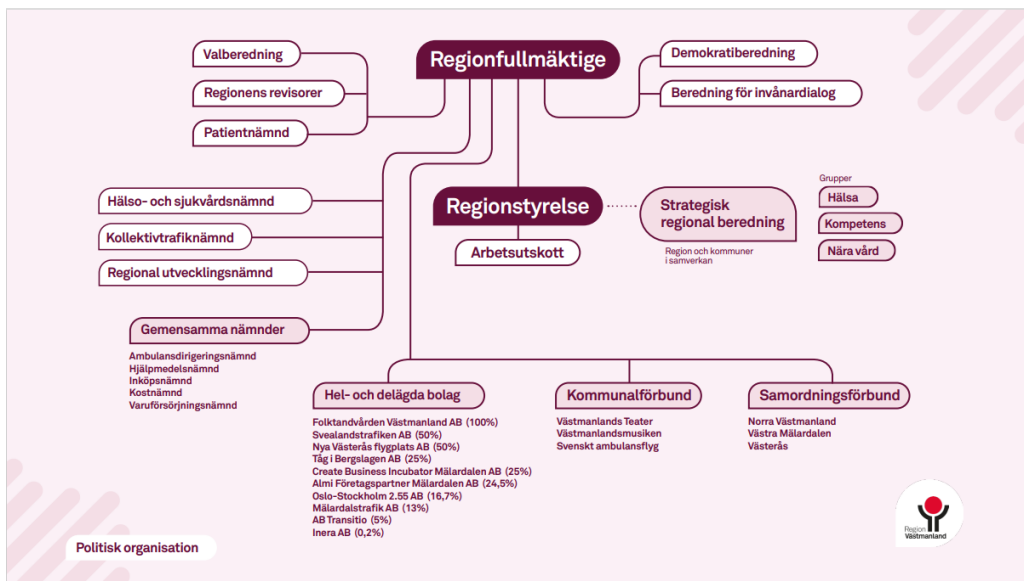 Regionfullmäktige
Valberedning
Regionens revisorer
Patientnämnd
Demokratiberedning
Beredning för invånardialog
Hälso- och sjukvårdsnämnd
Kollektivtrafiknämnd
Regional utvecklingsnämnd
Regionstyrelse
Arbetsutskott
Strategisk
regional beredning
Region och kommuner
i samverkan
Grupper
Hälsa
Kompetens
Nära vård
Gemensamma nämnder
Ambulansdirigeringsnämnd
Hjälpmedelsnämnd
Inköpsnämnd
Kostnämnd
Varuförsörjningsnämnd
Hel- och delägda bolag
Folktandvården Västmanland AB (100%)
Svealandstrafiken AB (50%)
Nya Västerås flygplats AB (50%)
Tåg i Bergslagen AB (25%)
Create Business Incubator Mälardalen AB (25%)
Almi Företagspartner Mälardalen AB (24,5%)
Oslo-Stockholm 2.55 AB (16,7%)
Mälardalstrafik AB (13%)
AB Transitio (5%)
Inera AB (0,2%)
Kommunalförbund
Västmanlands Teater
Västmanlandsmusiken
Svenskt ambulansflyg
Samordningsförbund
Norra Västmanland
Västra Mälardalen
Västerås
Politisk organisation
Region
Västmanland